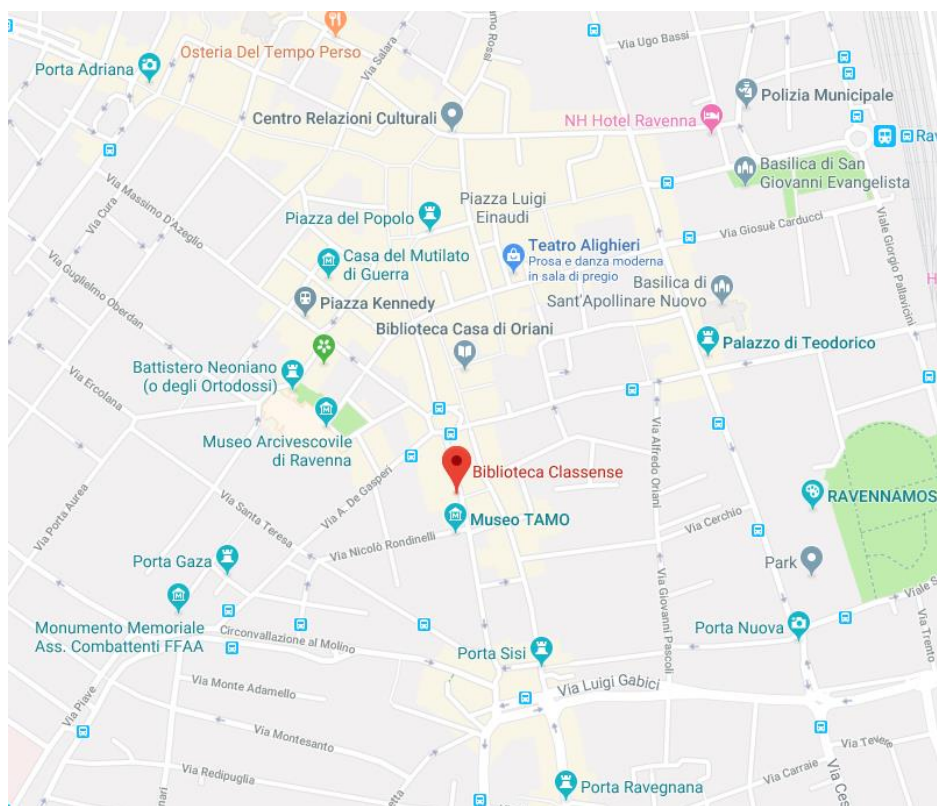 Osteria Del Tempo Perso
Via Salara
Via Ugo Bassi
Porta Adriana
Polizia Municipale
Centro Relazioni Culturali
NH Hotel Ravenna
Basilica di San
Giovanni Evangelista
Via Cura
Via Massimo D'Azeglio
Piazza Luigi
Einaudi
Piazza del Popolo
Via Giosuè Carducci
Viale Giorgio Pallavicini
Teatro Alighieri
Prosa e danza moderna
in sala di pregio
Casa del Mutilato
di Guerra
Via Guglielmo Oberdan
Basilica di
Sant'Apollinare Nuovo
Piazza Kennedy
Biblioteca Casa di Oriani
Palazzo di Teodorico
Battistero Neoniano
(o degli Ortodossi)
Via Ercolana
Museo Arcivescovile
di Ravenna
Via Alfredo Oriani
Biblioteca Classense
Via A. De Gasperi
Via Porta Aurea
Via Santa Teresa
RAVENNAMOS
Museo TAMO
Via Cerchio
Via Nicolò Rondinelli
Porta Gaza
Park
Via Giovanni Pascoli
Monumento Memoriale
Ass. Combattenti FFAA
Circonvallazione al Molino
Viale S
Porta Nuova
Via Trento
Porta Sisi
Via Monte Adamello
Via Luigi Gabici
Via Piave
Via Montesanto
Via Tevere
Via Redipuglia
Via Carraie
Porta Ravegnana
Via Ce